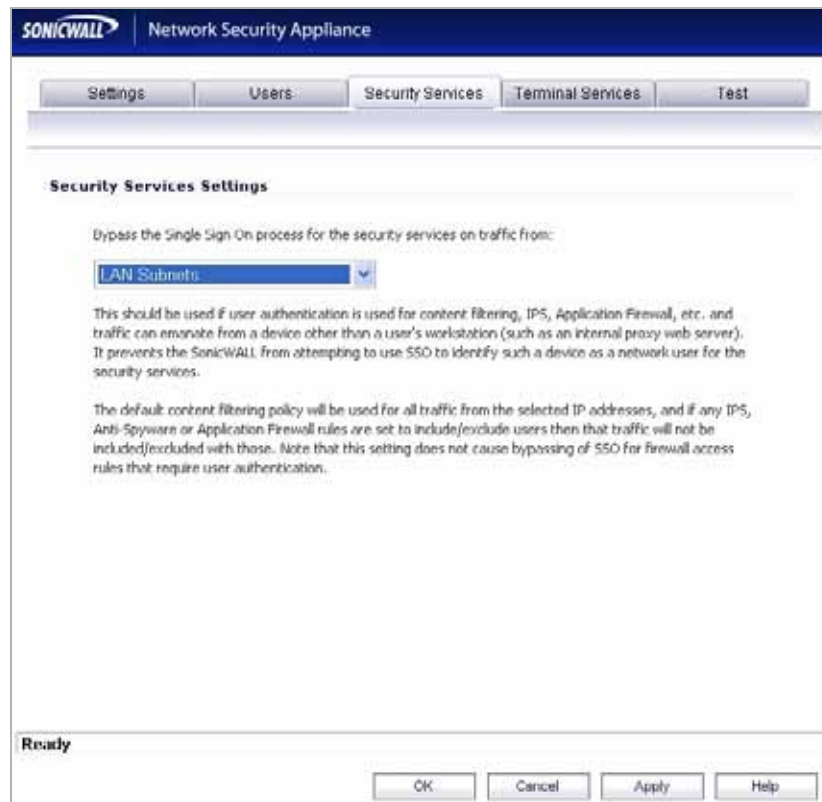 SONICWALL Network Security Appliance
Settings Users Security Services Terminal Services Test
Security Services Settings
Bypass the Single Sign On process for the security services on traffic from:
LAN Subnets
This should be used if user authentication is used for content filtering, IPS, Application Firewall, etc. and
traffic can emanate from a device other than a user's workstation (such as an internal proxy web server).
It prevents the SonicWALL from attempting to use SSO to identify such a device as a network user for the
security services.
The default content filtering policy will be used for all traffic from the selected IP addresses, and if any IPS,
Anti-Spyware or Application Firewall rules are set to include/exclude users then that traffic will not be
included/excluded with those. Note that this setting does not cause bypassing of SSO for firewall access
rules that require user authentication.
Ready
OK Cancel Apply Help